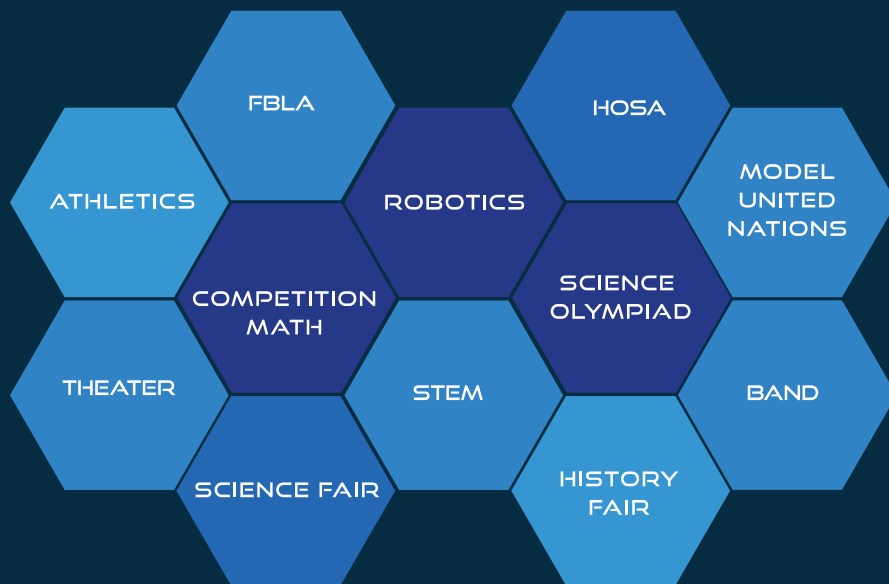 FBLA
HOSA
ATHLETICS
ROBOTICS
MODEL
UNITED
NATIONS
COMPETITION
MATH
SCIENCE
OLYMPIAD
THEATER
STEM
BAND
SCIENCE FAIR
HISTORY
FAIR